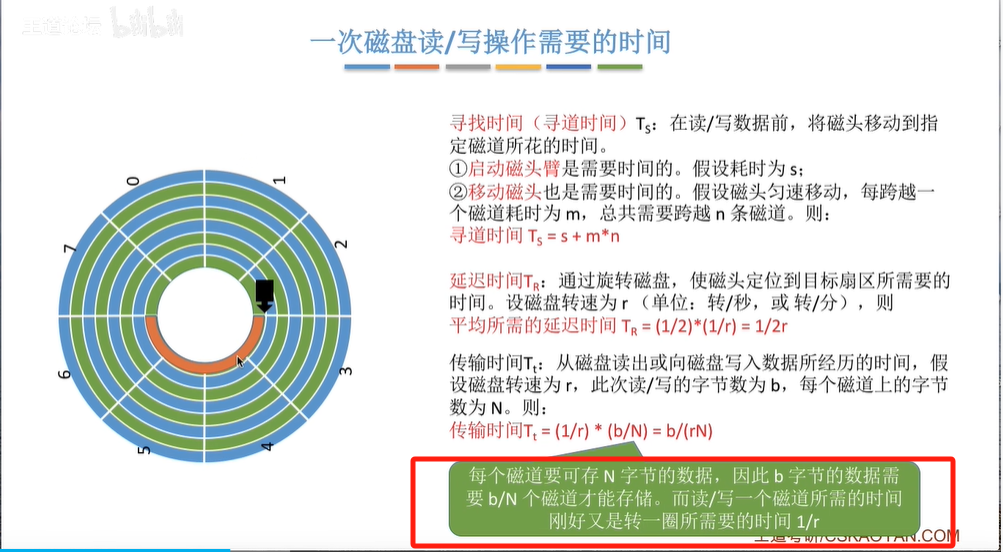 王道论坛 bilibili
一次磁盘读/写操作需要的时间
寻找时间（寻道时间）TS：在读/写数据前，将磁头移动到指
定磁道所花的时间。
①启动磁头臂是需要时间的。假设耗时为 s；
②移动磁头也是需要时间的。假设磁头匀速移动，每跨越一
个磁道耗时为 m，总共需要跨越 n 条磁道。则：
寻道时间 TS = s + m*n
延迟时间TR：通过旋转磁盘，使磁头定位到目标扇区所需要的
时间。设磁盘转速为 r （单位：转/秒，或 转/分），则
平均所需的延迟时间 TR = (1/2)*(1/r) = 1/2r
传输时间Tt：从磁盘读出或向磁盘写入数据所经历的时间，假
设磁盘转速为 r，此次读/写的字节数为 b，每个磁道上的字节
数为 N。则：
传输时间Tt = (1/r) * (b/N) = b/(rN)
每个磁道要可存 N 字节的数据，因此 b 字节的数据需
要 b/N 个磁道才能存储。而读/写一个磁道所需的时间
刚好又是转一圈所需要的时间 1/r
王道考研/CSKAOYAN.COM
0
1
7
2
6
3
5
4